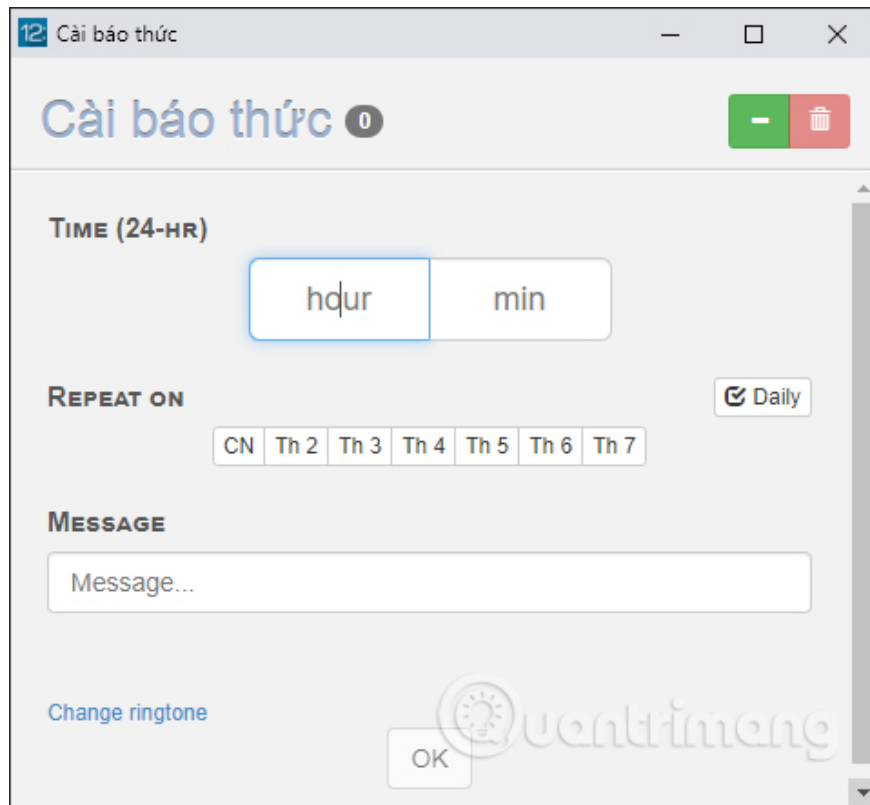 12: Cài báo thức
Cài báo thức 0
TIME (24-HR)
hour min
REPEAT ON Daily
CN Th 2 Th 3 Th 4 Th 5 Th 6 Th 7
MESSAGE
Message...
Change ringtone
Quantrimang
OK